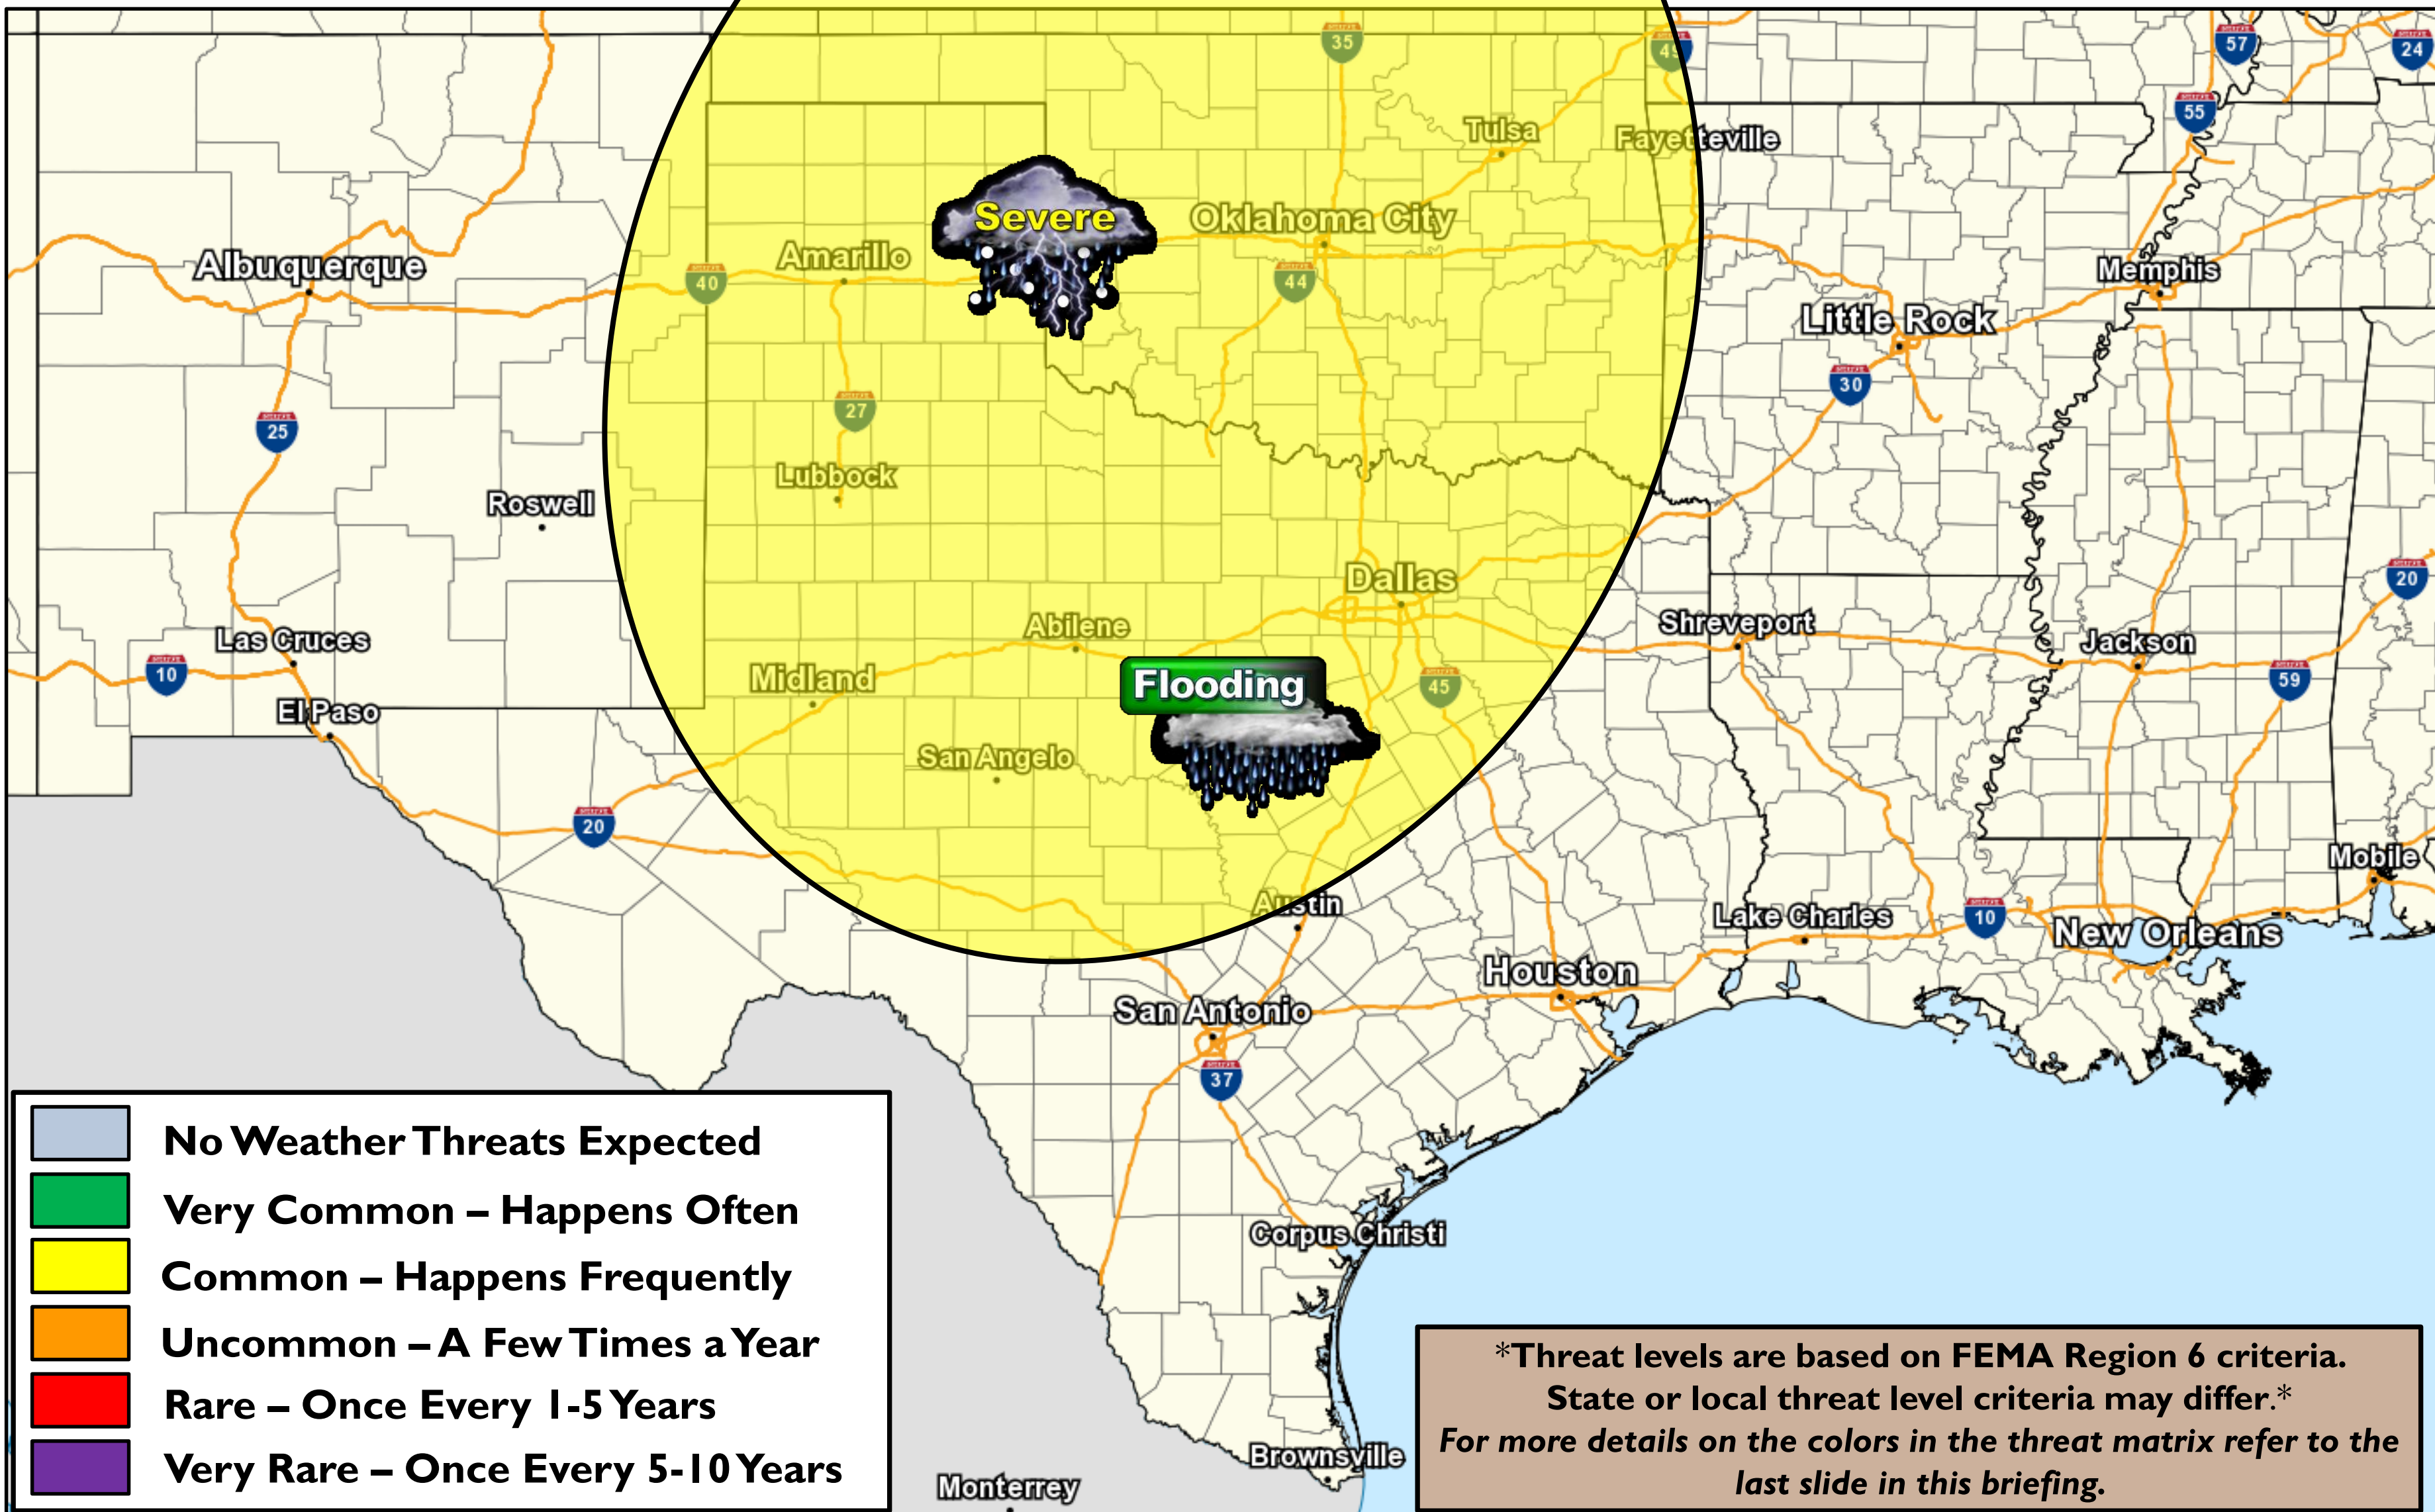 35
49
57
24
55
Tulsa
Fayetteville
Severe
Oklahoma City
Amarillo
Albuquerque
40
44
Memphis
Little Rock
30
27
25
Lubbock
Roswell
Dallas
20
Abilene
Shreveport
Las Cruces
Jackson
10
Midland
Flooding
45
59
El Paso
San Angelo
20
Mobile
Austin
Lake Charles
10
New Orleans
Houston
San Antonio
37
Corpus Christi
Brownsville
Monterrey
No Weather Threats Expected
Very Common – Happens Often
Common – Happens Frequently
Uncommon – A Few Times a Year
Rare – Once Every 1-5 Years
Very Rare – Once Every 5-10 Years
*Threat levels are based on FEMA Region 6 criteria.
State or local threat level criteria may differ.*
For more details on the colors in the threat matrix refer to the
last slide in this briefing.